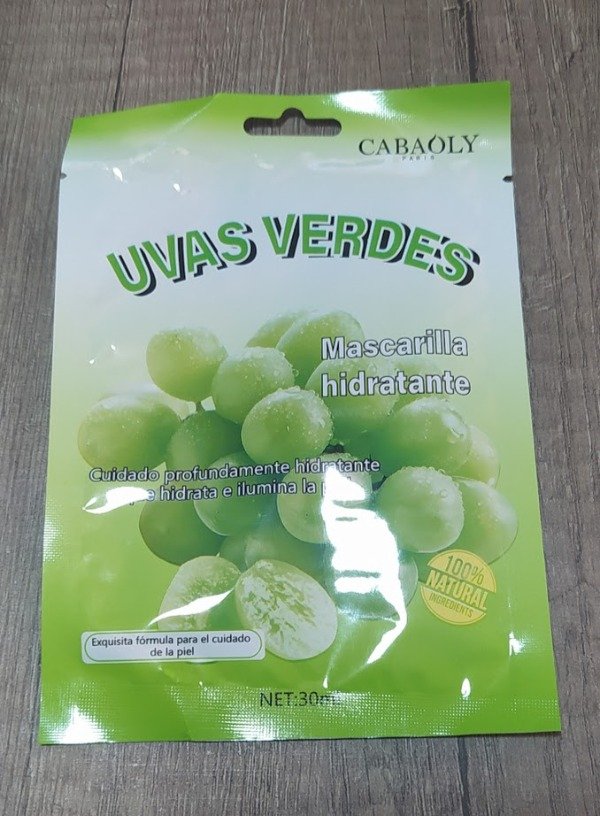 CABAOLY
PARIS
UVAS VERDES
Mascarilla
hidratante
Cuidado profundamente hidratante
hidrata e ilumina la
100%
NATURAL
INGREDIENTS
Exquisita fórmula para el cuidado
de la piel
NET:30